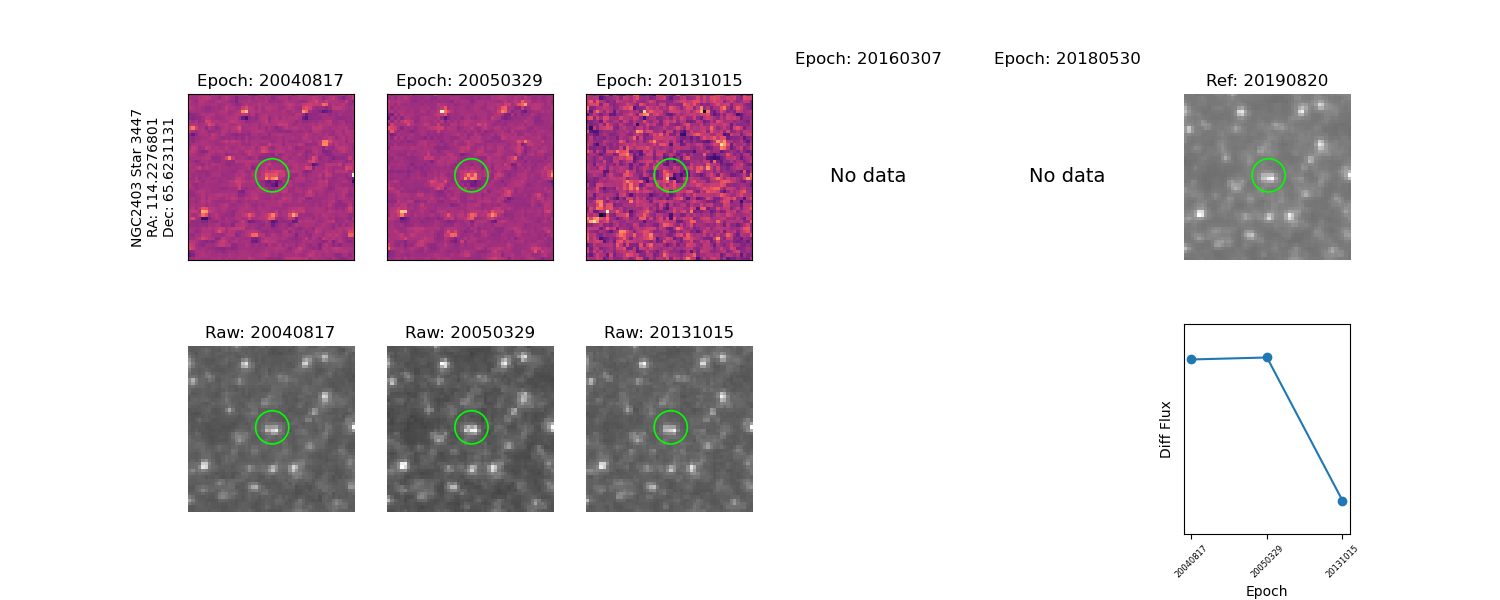 Epoch: 20040817
Epoch: 20050329
Epoch: 20131015
Epoch: 20160307
Epoch: 20180530
Ref: 20190820
NGC2403 Star 3447
RA: 114.2276801
Dec: 65.6231131
No data
No data
Raw: 20040817
Raw: 20050329
Raw: 20131015
Diff Flux
20040817
20050329
20131015
Epoch